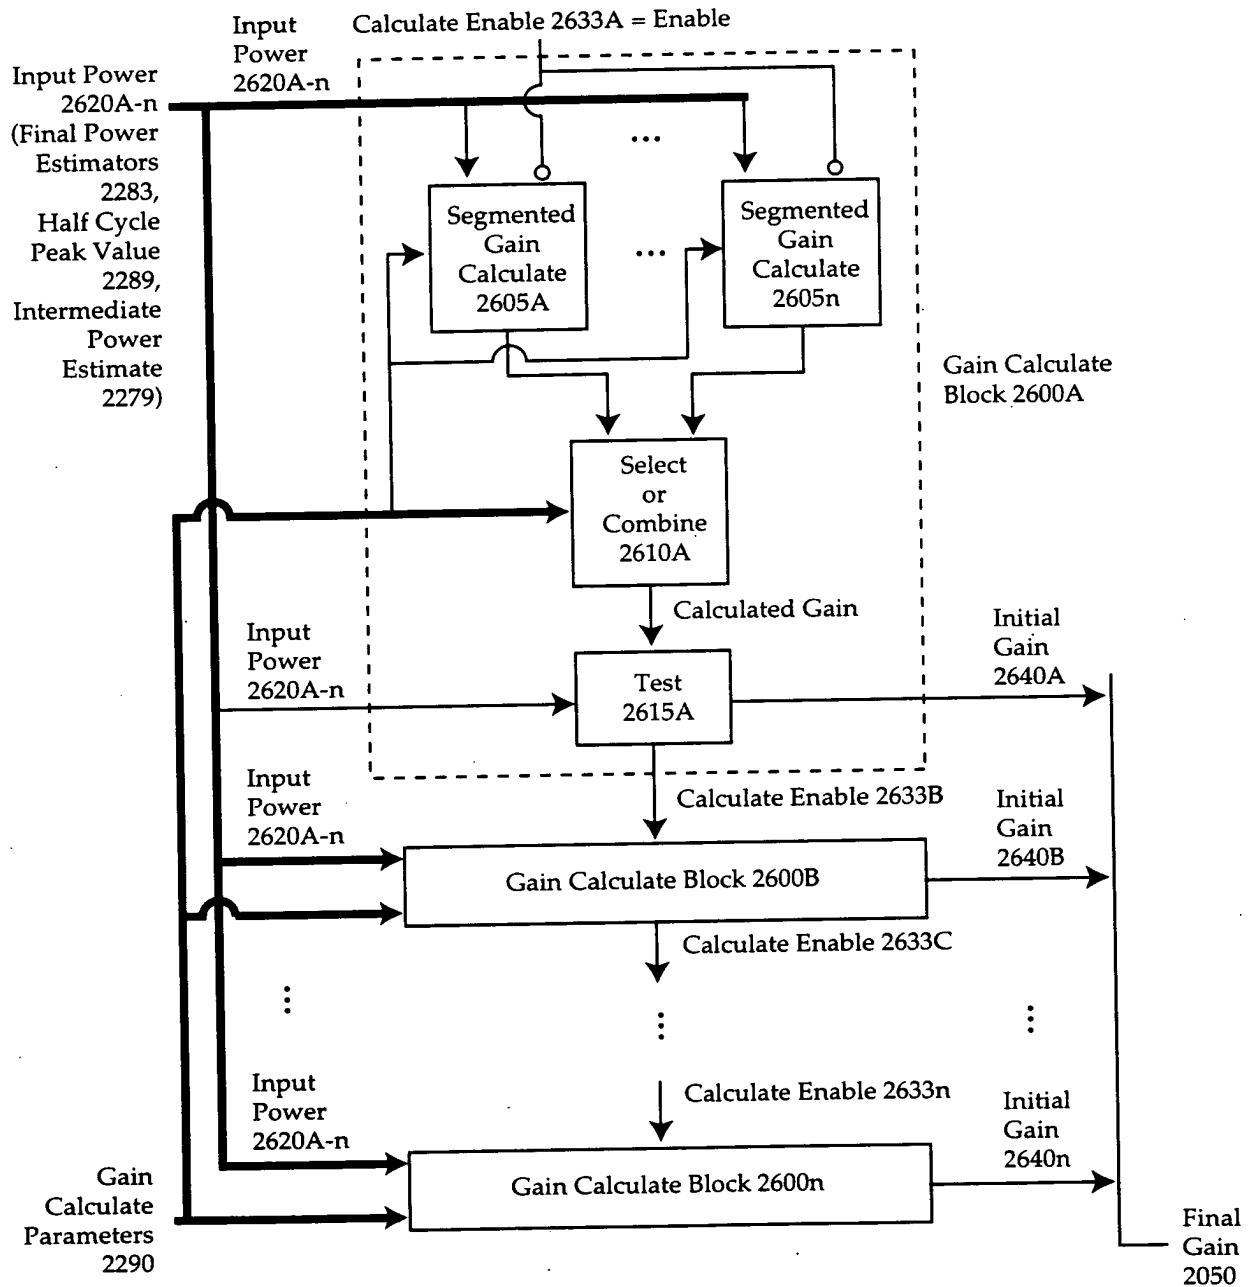 Input
Power
2620A-n
Calculate Enable 2633A = Enable
Input Power
2620A-n
(Final Power
Estimators
2283,
Half Cycle
Peak Value
2289,
Intermediate
Power
Estimate
2279)
...
Segmented
Gain
Calculate
2605A
...
Segmented
Gain
Calculate
2605n
Gain Calculate
Block 2600A
Select
or
Combine
2610A
Calculated Gain
Input
Power
2620A-n
Test
2615A
Initial
Gain
2640A
Input
Power
2620A-n
Calculate Enable 2633B
Initial
Gain
2640B
Gain Calculate Block 2600B
Calculate Enable 2633C
Input
Power
2620A-n
Calculate Enable 2633n
Initial
Gain
2640n
Gain Calculate Block 2600n
Gain
Calculate
Parameters
2290
Final
Gain
2050